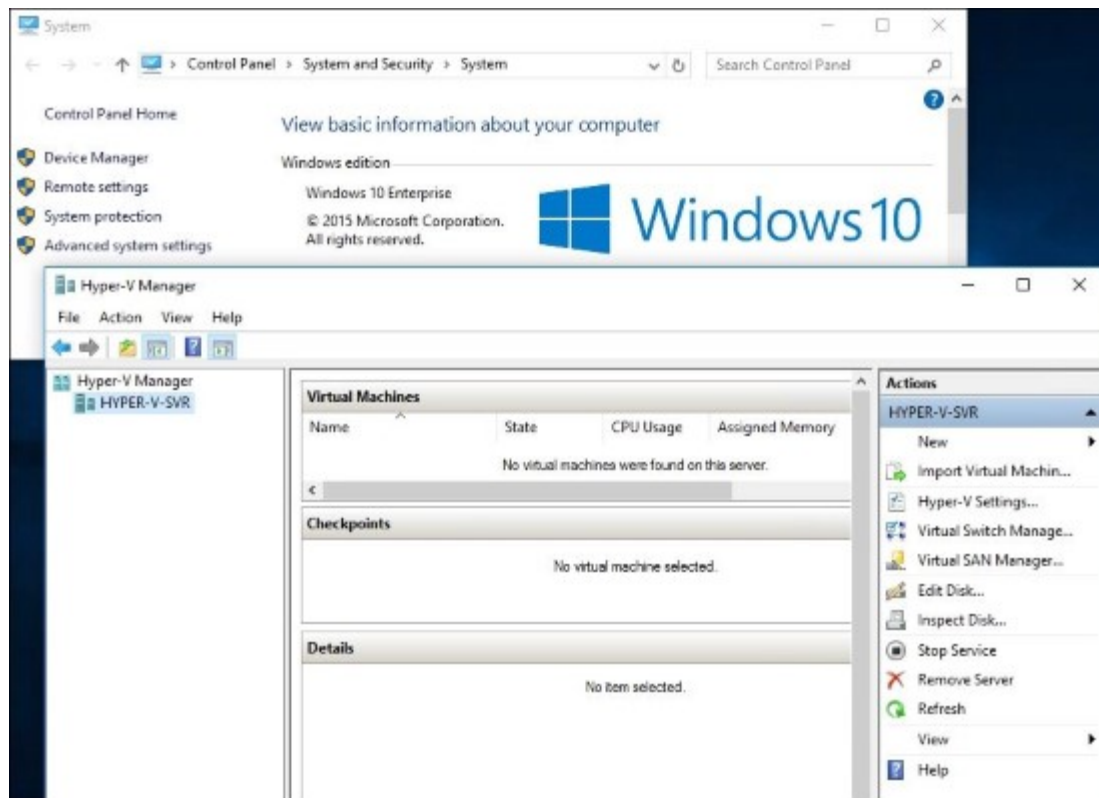 System
Control Panel › System and Security › System
Search Control Panel
Control Panel Home
Device Manager
Remote settings
System protection
Advanced system settings
View basic information about your computer
Windows edition
Windows 10 Enterprise
© 2015 Microsoft Corporation.
All rights reserved.
Windows 10
Hyper-V Manager
File Action View Help
Hyper-V Manager
HYPER-V-SVR
Virtual Machines
Name State CPU Usage Assigned Memory
No virtual machines were found on this server.
Checkpoints
No virtual machine selected.
Details
No item selected.
Actions
HYPER-V-SVR
New
Import Virtual Machin...
Hyper-V Settings...
Virtual Switch Manage...
Virtual SAN Manager...
Edit Disk...
Inspect Disk...
Stop Service
Remove Server
Refresh
View
Help